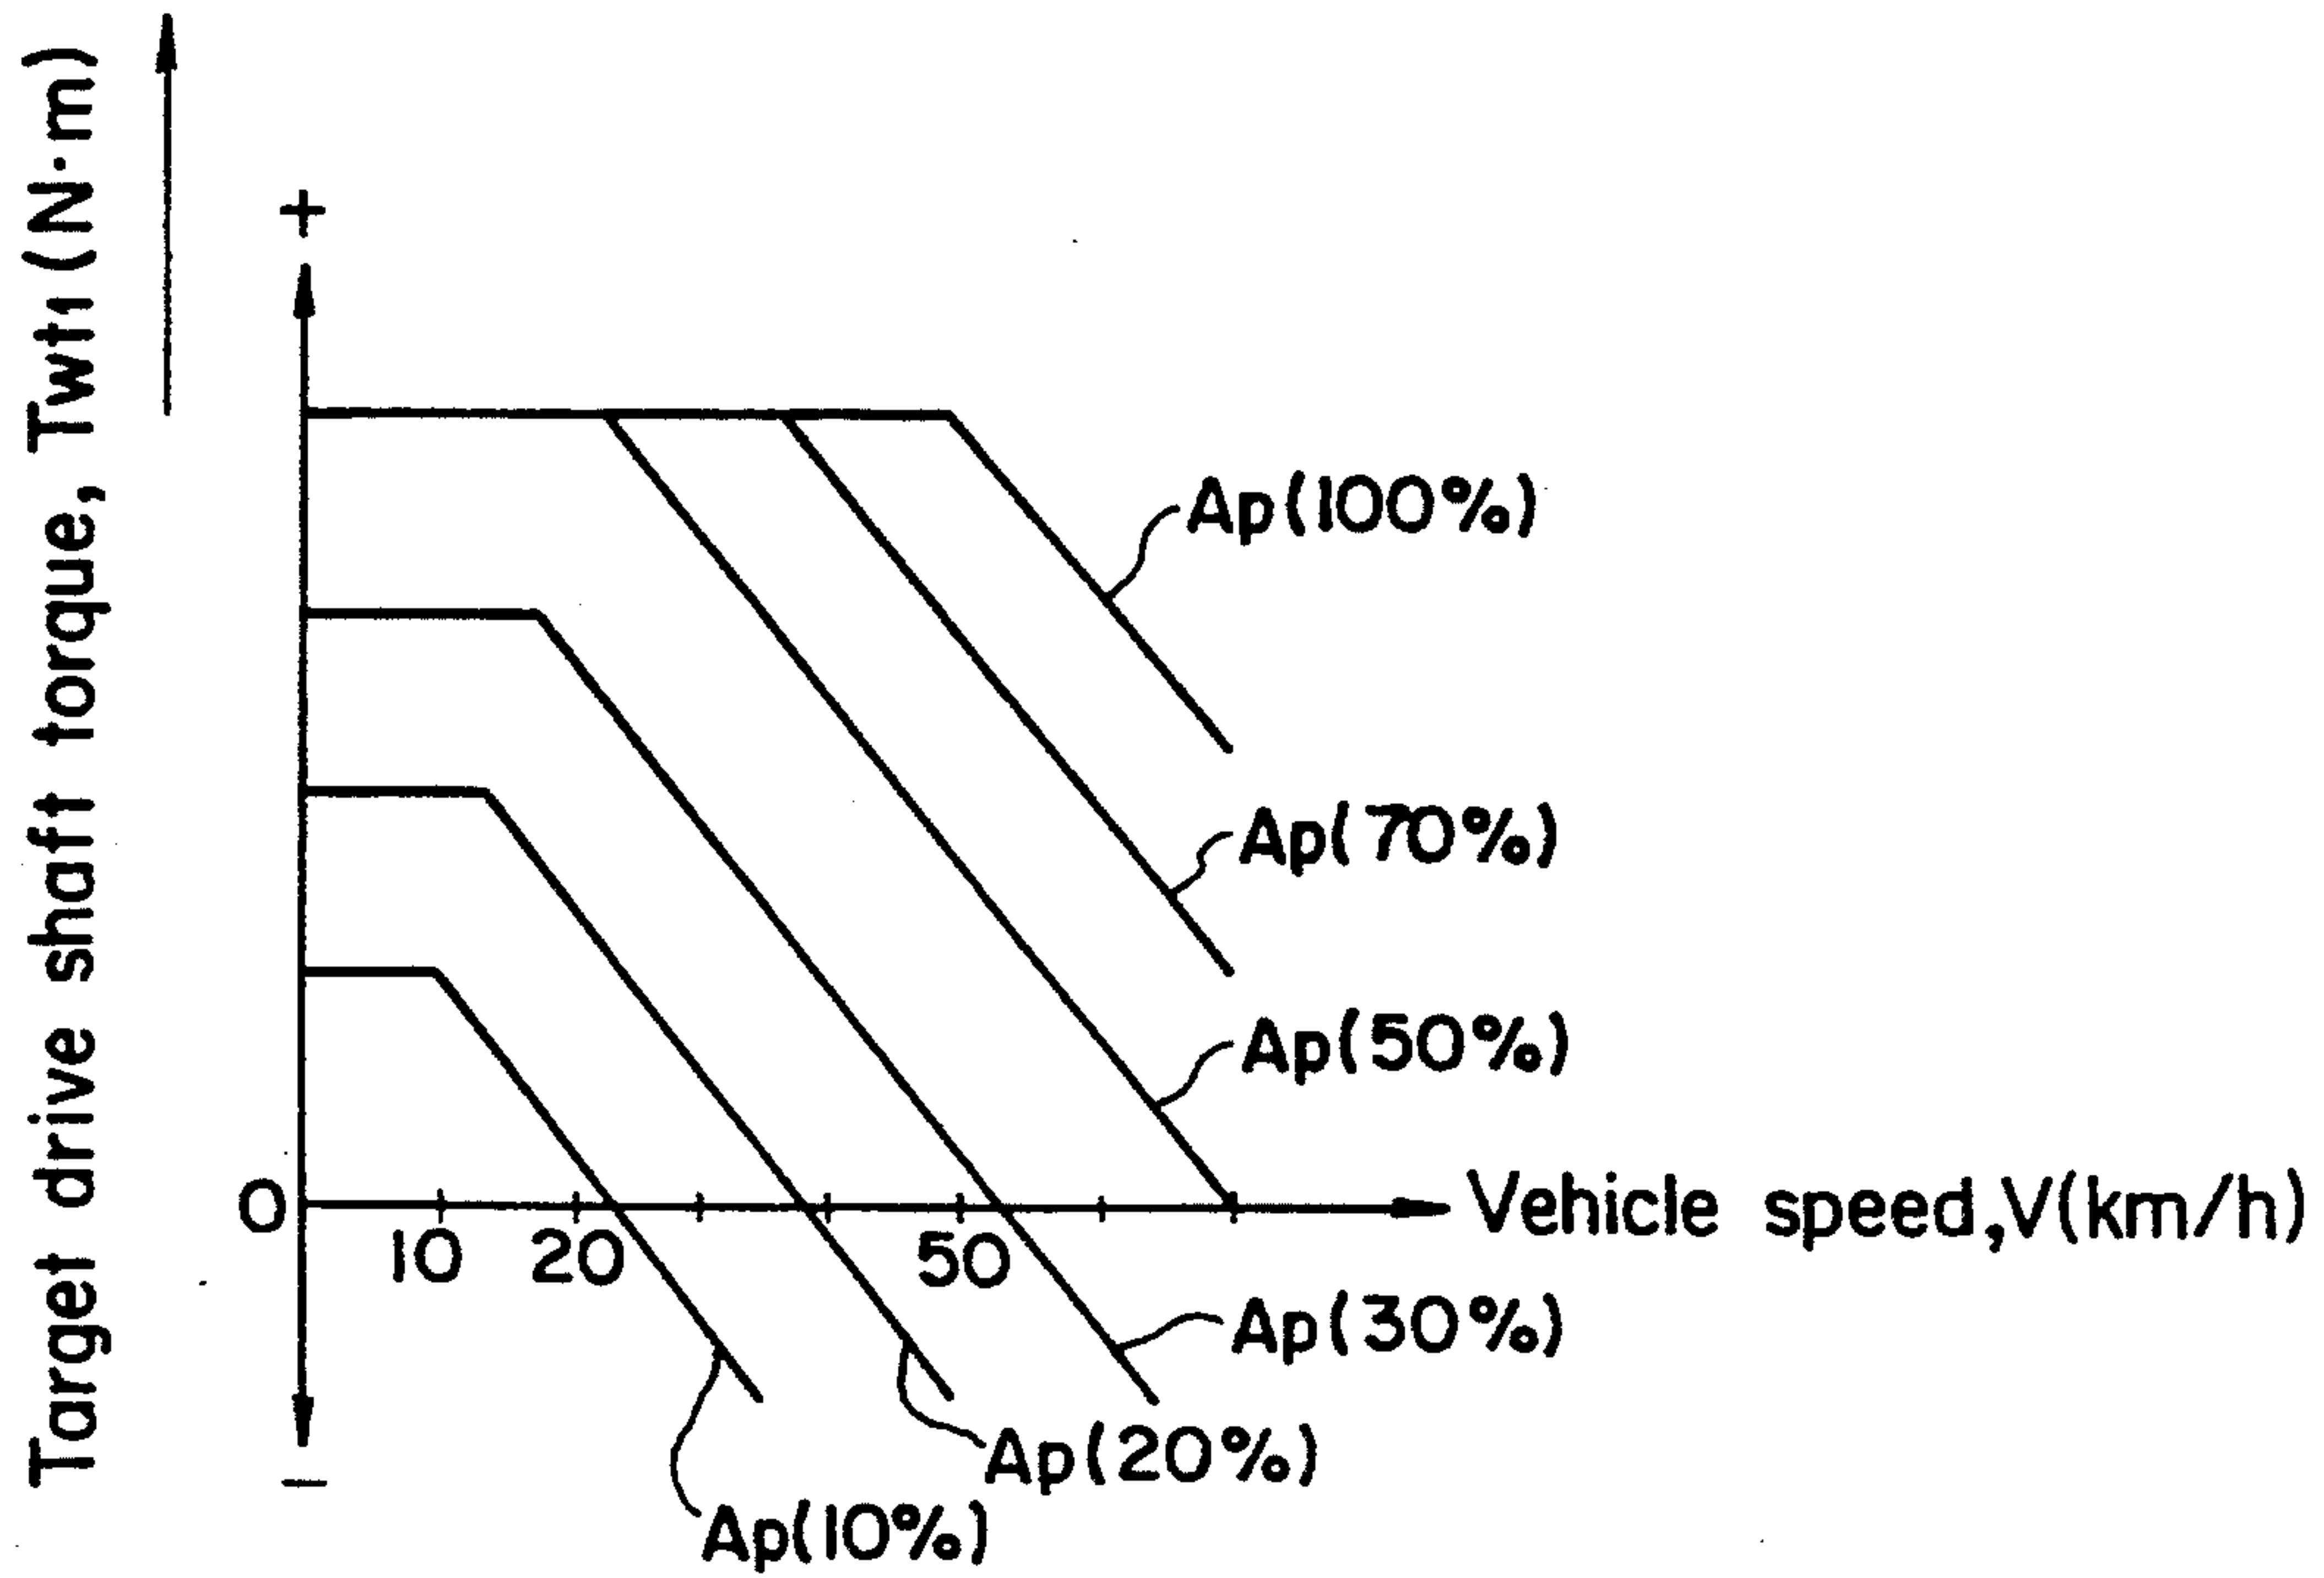 Target drive shaft torque, Twt1 (N·m)
+
Ap(100%)
Ap(70%)
Ap(50%)
0
Vehicle speed,V(km/h)
10 20 50
Ap(30%)
Ap(20%)
−
Ap(10%)